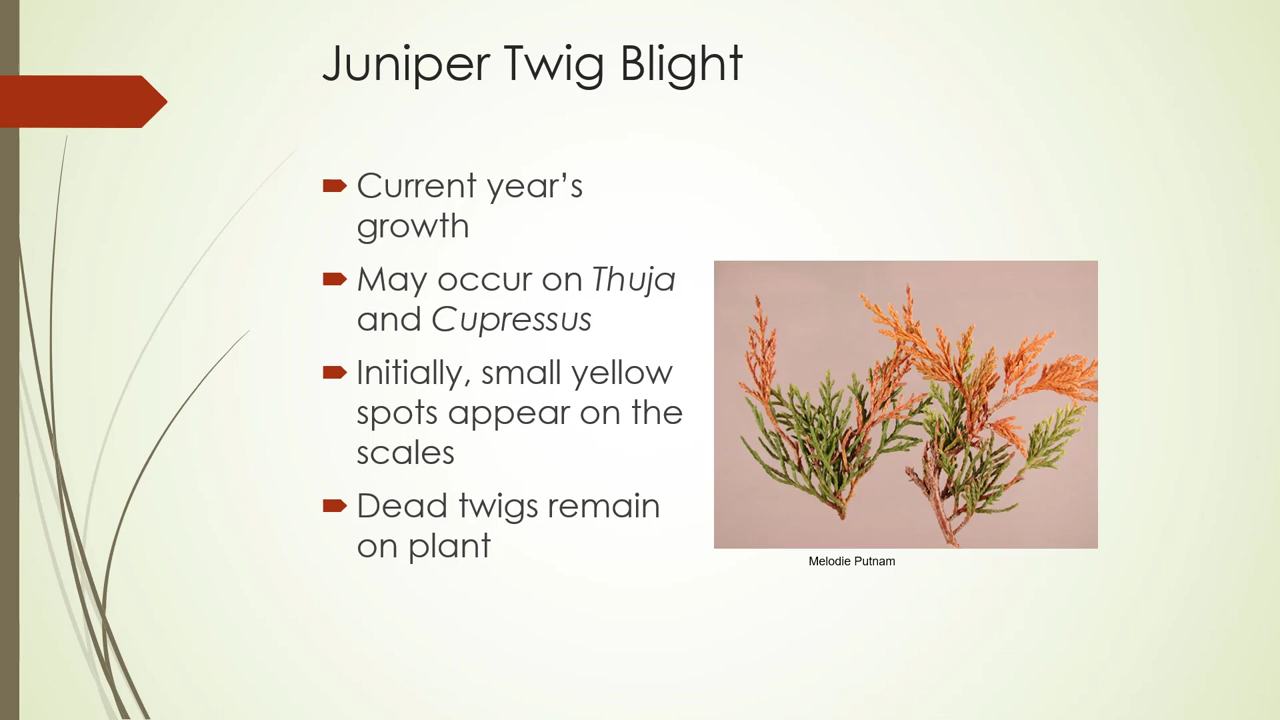 Juniper Twig Blight
Current year’s
growth
May occur on Thuja
and Cupressus
Initially, small yellow
spots appear on the
scales
Dead twigs remain
on plant
Melodie Putnam